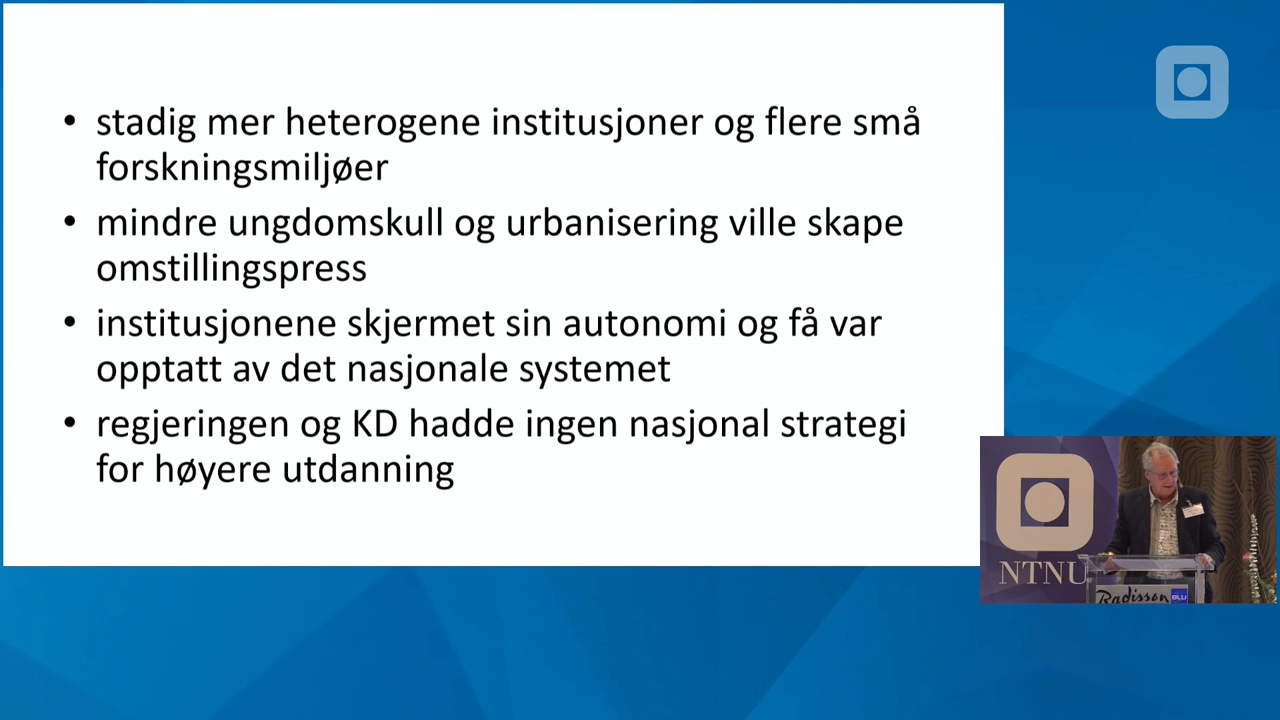 • stadig mer heterogene institusjoner og flere små
forskningsmiljøer
• mindre ungdomskull og urbanisering ville skape
omstillingspress
• institusjonene skjermet sin autonomi og få var
opptatt av det nasjonale systemet
• regjeringen og KD hadde ingen nasjonal strategi
for høyere utdanning
NTNU
Radisson BLU